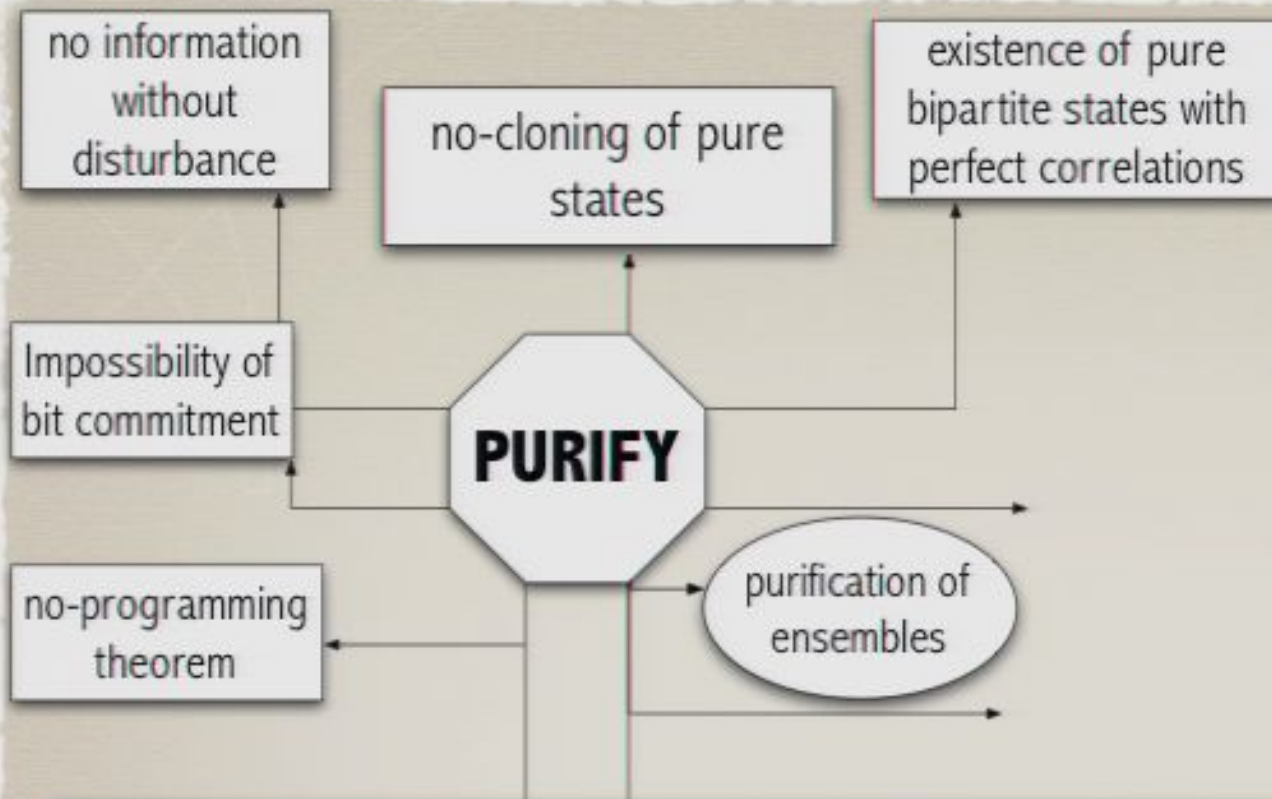 no information
without
disturbance
no-cloning of pure
states
existence of pure
bipartite states with
perfect correlations
Impossibility of
bit commitment
PURIFY
no-programming
theorem
purification of
ensembles